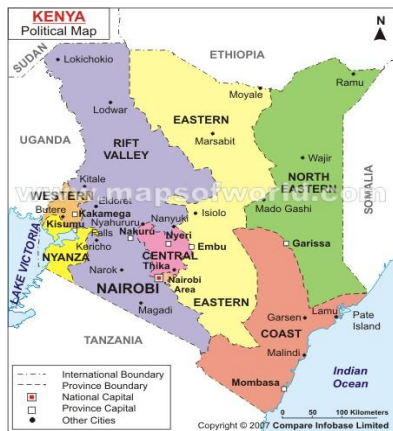 KENYA
Political Map
N
SUDAN
ETHIOPIA
Lokichokio
Ramu
Moyale
Lodwar
EASTERN
Marsabit
UGANDA
RIFT
VALLEY
Wajir
NORTH
EASTERN
SOMALIA
Kitale
WESTERN
www.mapsofworld.com
Eldoret
Butere
Kakamega
Isiolo
Mado Gashi
Kisumu
Nyahururu
Falls
Nanyuki
Nakuru
Nyeri
Embu
Garissa
LAKE VICTORIA
NYANZA
Kericho
CENTRAL
Thika
Narok
Nairobi
Area
NAIROBI
EASTERN
Magadi
COAST
Garsen
Lamu
Pate
Island
TANZANIA
Malindi
Indian
Ocean
Mombasa
International Boundary
Province Boundary
National Capital
Province Capital
Other Cities
0 50 100 Kilometers
Copyright © 2007 Compare Infobase Limited